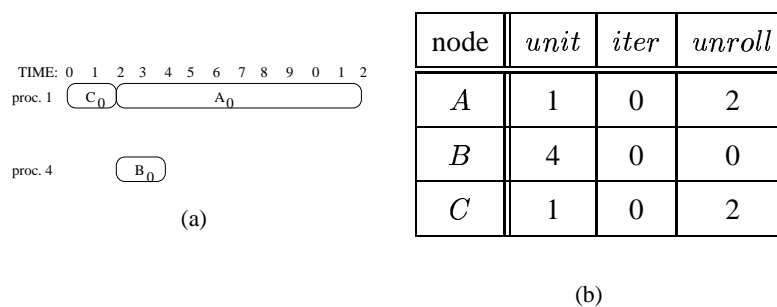 TIME: 0 1 2 3 4 5 6 7 8 9 0 1 2
proc. 1 C0 A0
proc. 4 B0
(a)
node unit iter unroll
A 1 0 2
B 4 0 0
C 1 0 2
(b)